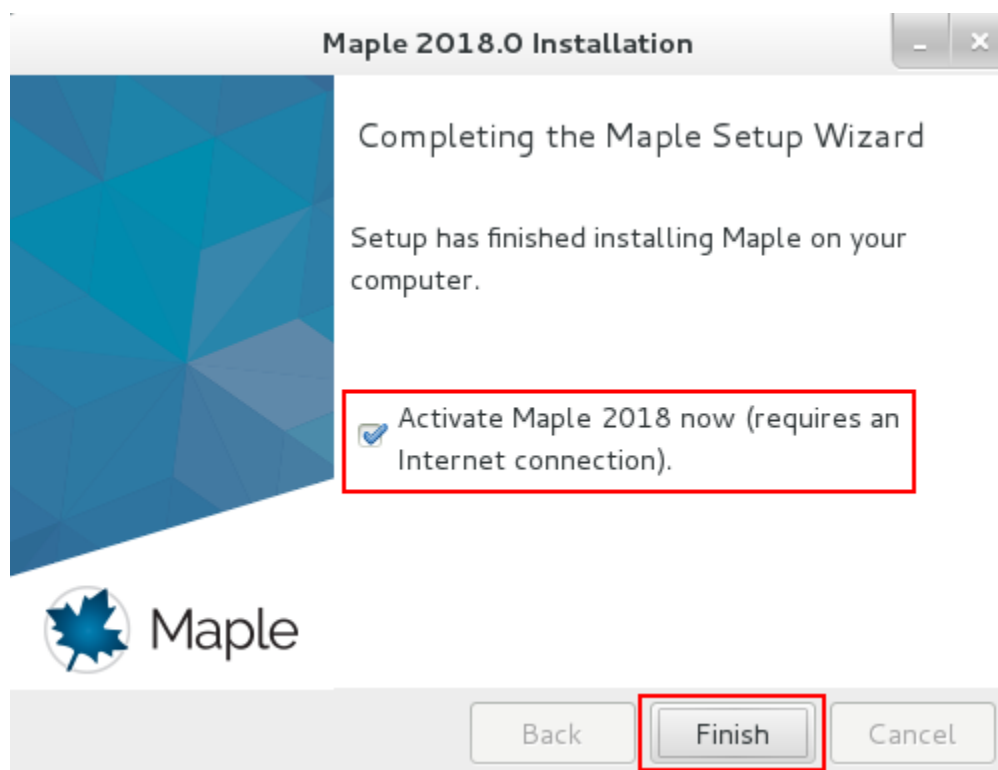 Maple 2018.0 Installation
Completing the Maple Setup Wizard
Setup has finished installing Maple on your
computer.
Activate Maple 2018 now (requires an
Internet connection).
Maple
Back
Finish
Cancel